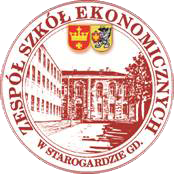 ZESPÓŁ SZKÓŁ EKONOMICZNYCH
W STAROGARDZIE GD.